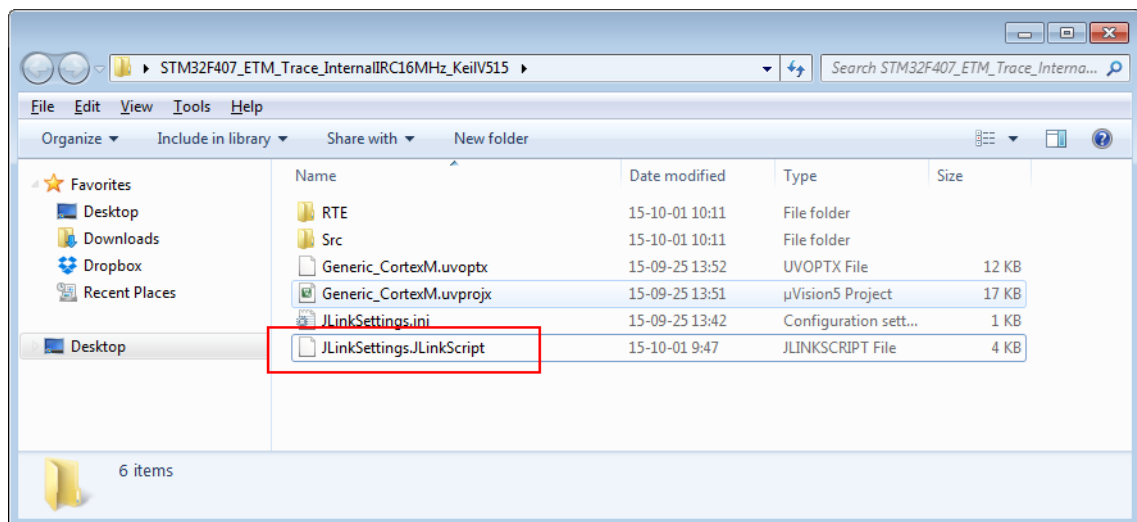 STM32F407_ETM_Trace_InternalIRC16MHz_KeilV515
Search STM32F407_ETM_Trace_Interna...
File Edit View Tools Help
Organize Include in library Share with New folder
Name Date modified Type Size
Favorites
Desktop
Downloads
Dropbox
Recent Places
Desktop
RTE 15-10-01 10:11 File folder
Src 15-10-01 10:11 File folder
Generic_CortexM.uvoptx 15-09-25 13:52 UVOPTX File 12 KB
Generic_CortexM.uvprojx 15-09-25 13:51 µVision5 Project 17 KB
JLinkSettings.ini 15-09-25 13:42 Configuration sett... 1 KB
JLinkSettings.JLinkScript 15-10-01 9:47 JLINKSCRIPT File 4 KB
6 items